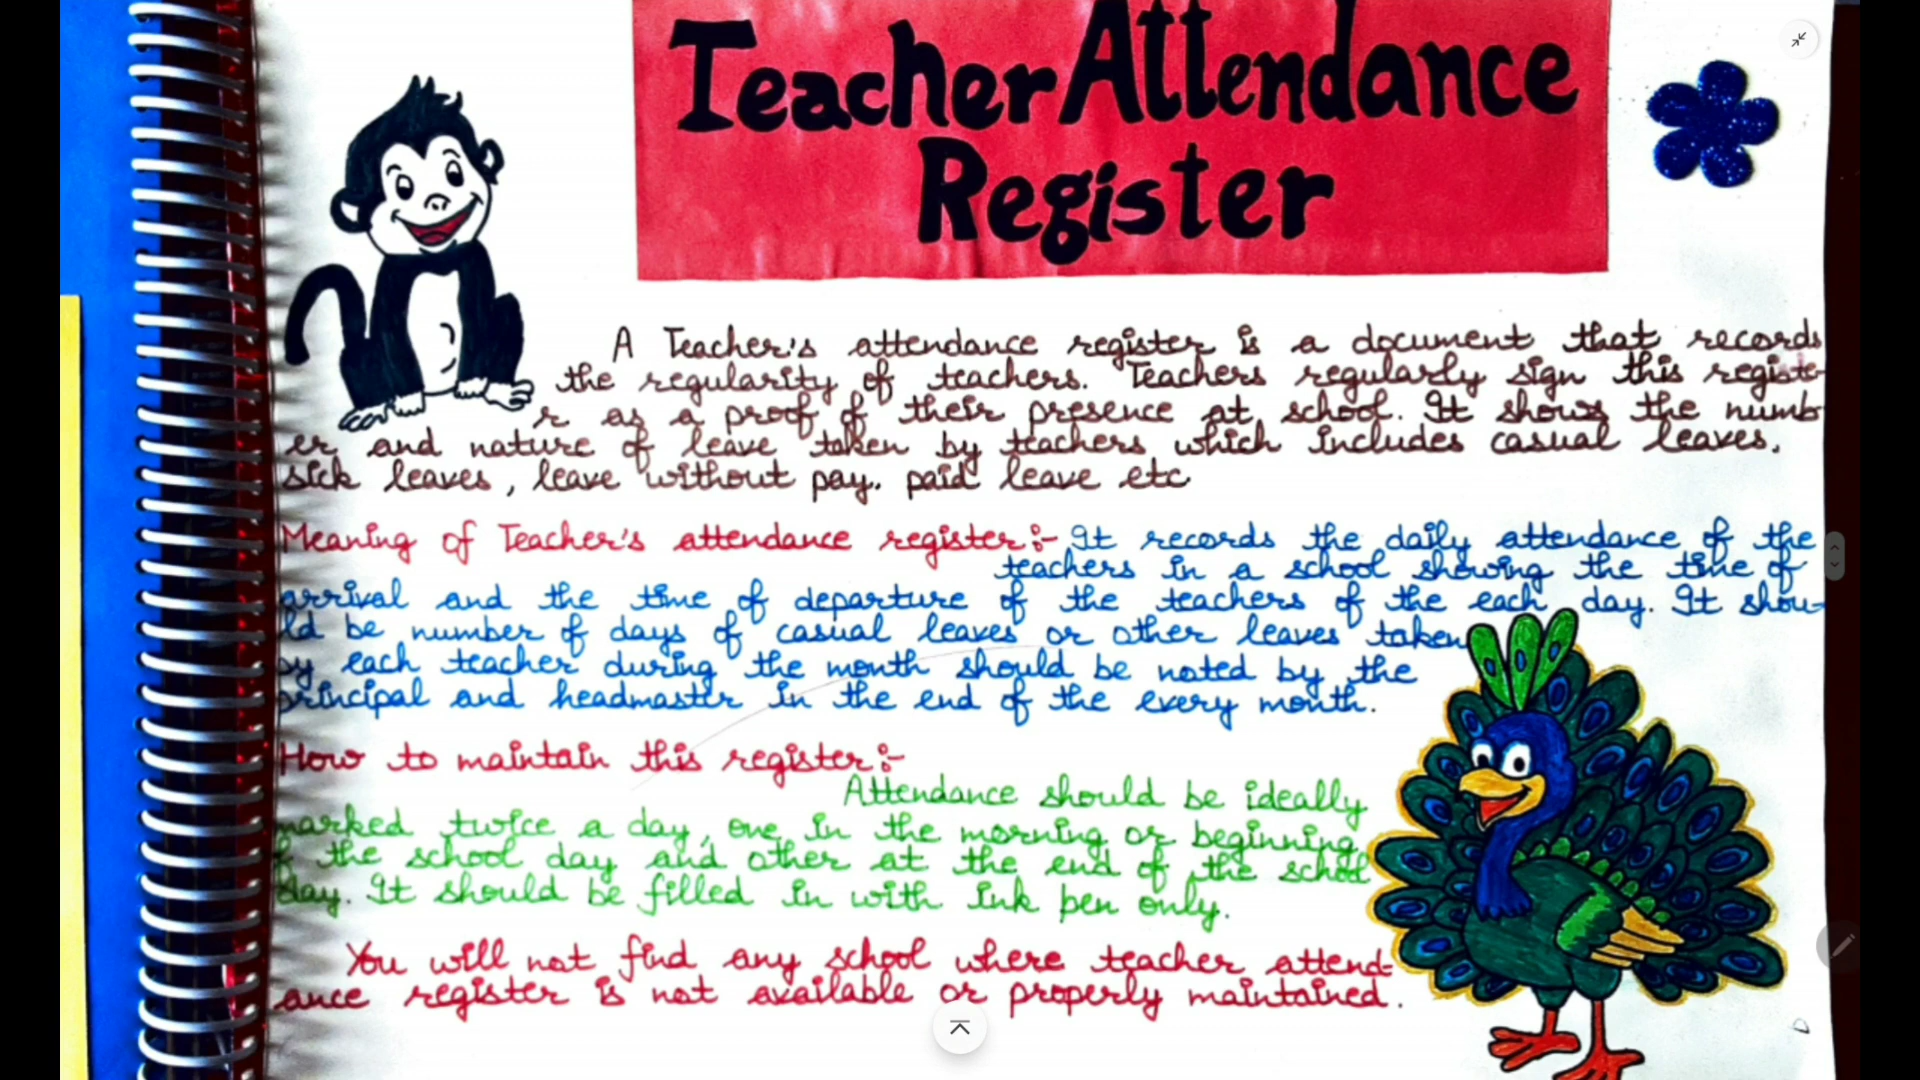 Teacher Attendance
Register
A Teacher's attendance register is a document that records
the regularity of teachers. Teachers regularly sign this registe-
r as a proof of their presence at school. It shows the numb
er and nature of leave taken by teachers which includes casual leaves,
sick leaves, leave without pay, paid leave etc
Meaning of Teacher's attendance register:- It records the daily attendance of the
teachers in a school showing the time of
arrival and the time of departure of the teachers of the each day. It shou-
ld be number of days of casual leaves or other leaves taken
by each teacher during the month should be noted by the
principal and headmaster in the end of the every month.
How to maintain this register:-
Attendance should be ideally
marked twice a day, one in the morning or beginning
of the school day and other at the end of the school
day. It should be filled in with ink pen only.
You will not find any school where teacher attend-
ance register is not available or properly maintained.